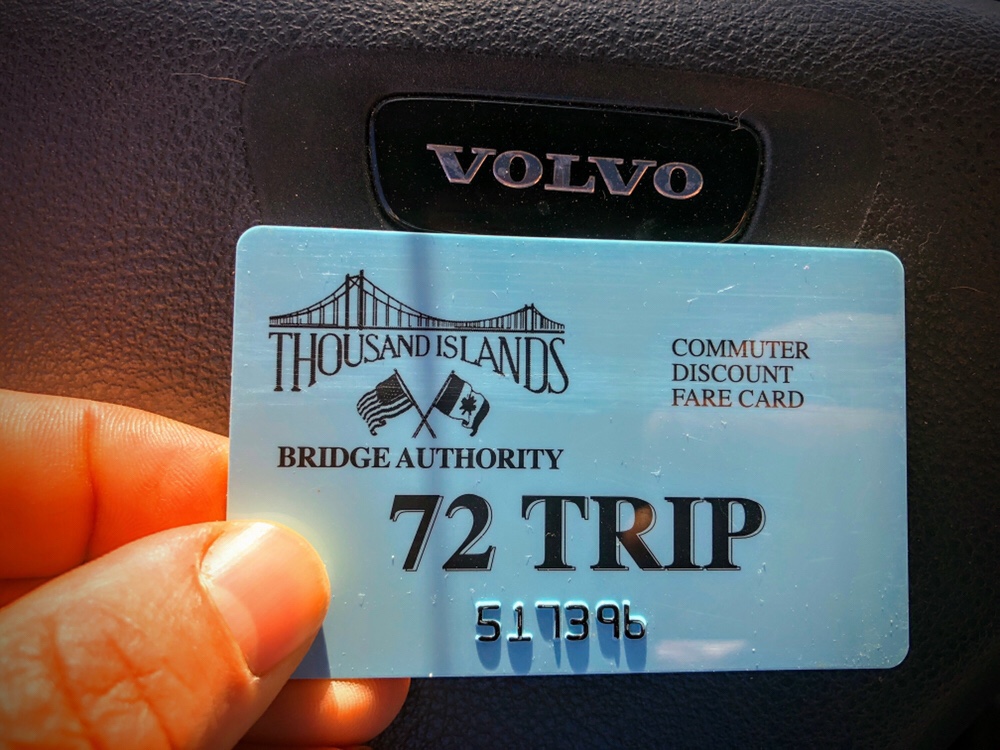 VOLVO
THOUSAND ISLANDS
BRIDGE AUTHORITY
COMMUTER
DISCOUNT
FARE CARD
72 TRIP
517396